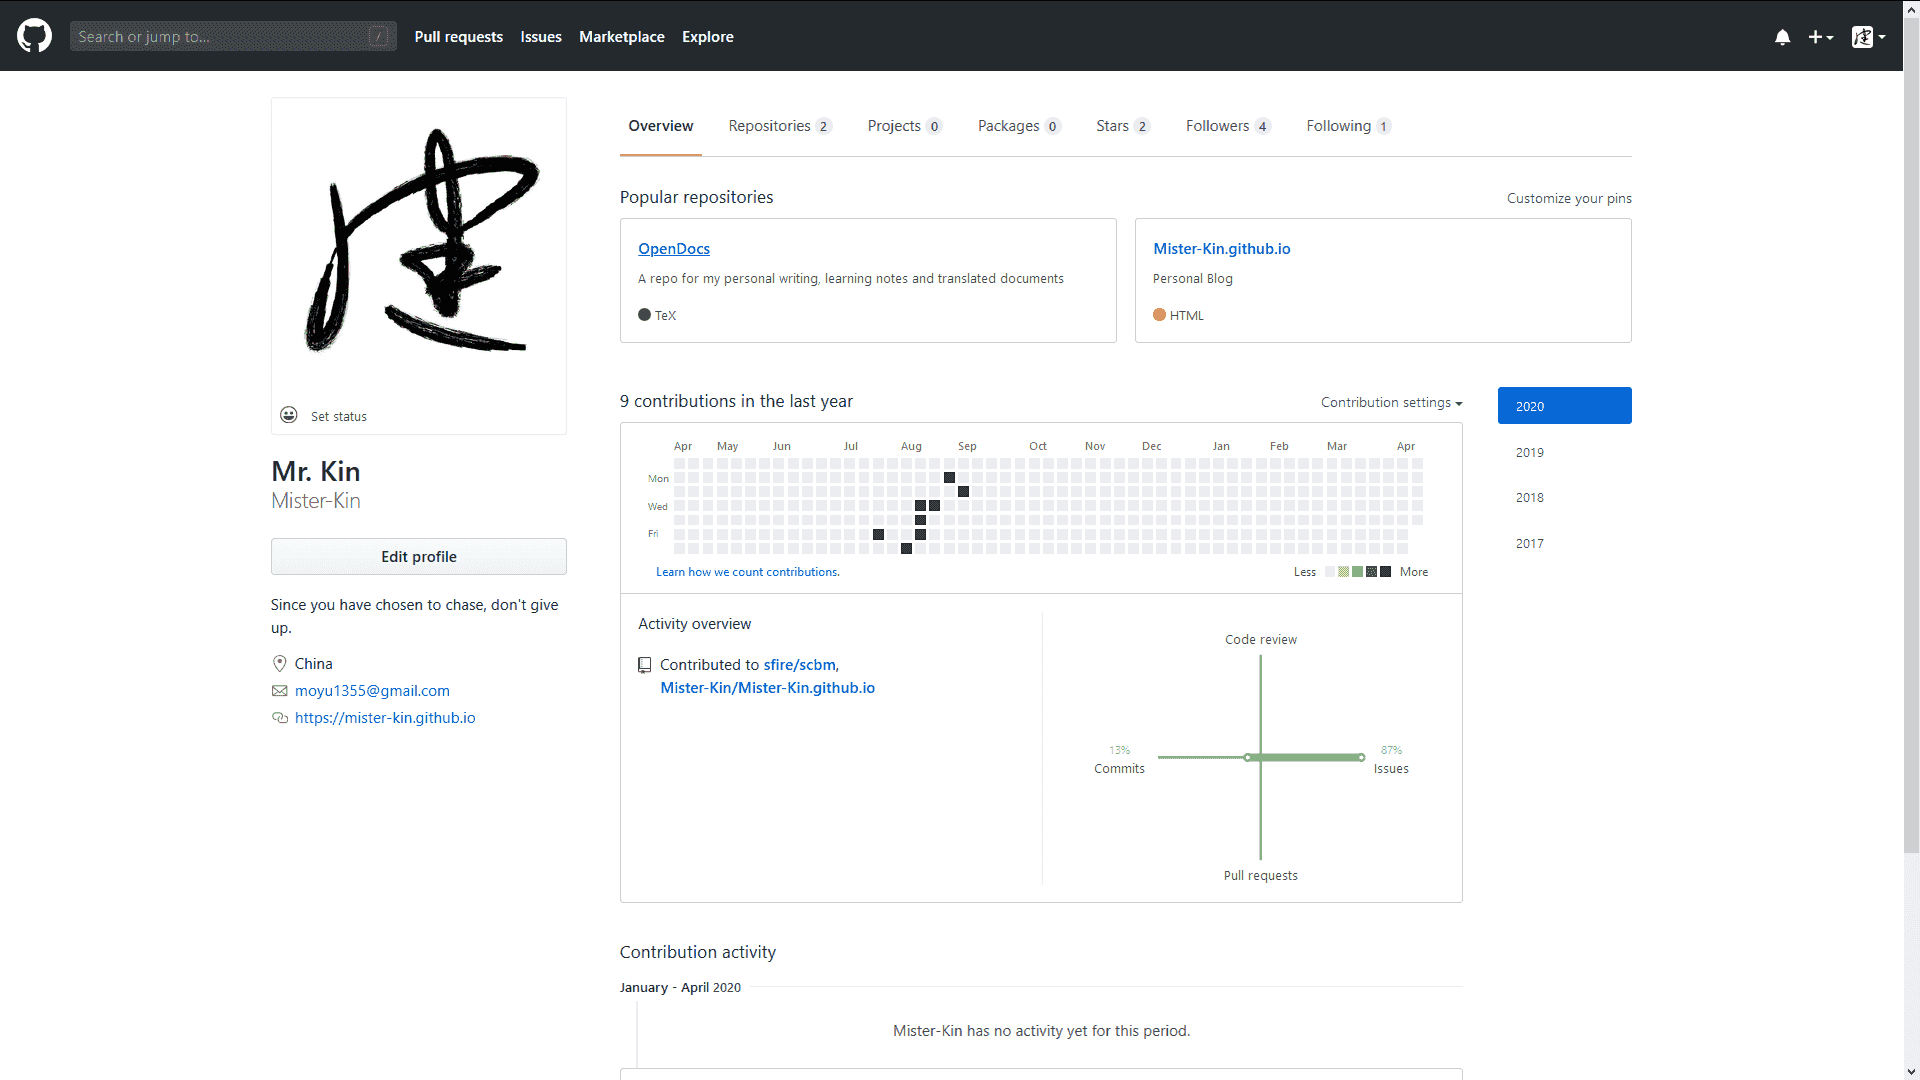 Search or jump to...
/
Pull requests
Issues
Marketplace
Explore
Overview
Repositories 2
Projects 0
Packages 0
Stars 2
Followers 4
Following 1
Set status
Mr. Kin
Mister-Kin
Edit profile
Since you have chosen to chase, don't give
up.
China
moyu1355@gmail.com
https://mister-kin.github.io
Popular repositories
Customize your pins
OpenDocs
A repo for my personal writing, learning notes and translated documents
TeX
Mister-Kin.github.io
Personal Blog
HTML
9 contributions in the last year
Contribution settings
2020
2019
2018
2017
Apr May Jun Jul Aug Sep Oct Nov Dec Jan Feb Mar Apr
Mon
Wed
Fri
Learn how we count contributions.
Less
More
Activity overview
Contributed to sfire/scbm,
Mister-Kin/Mister-Kin.github.io
Code review
13%
Commits
87%
Issues
Pull requests
Contribution activity
January - April 2020
Mister-Kin has no activity yet for this period.